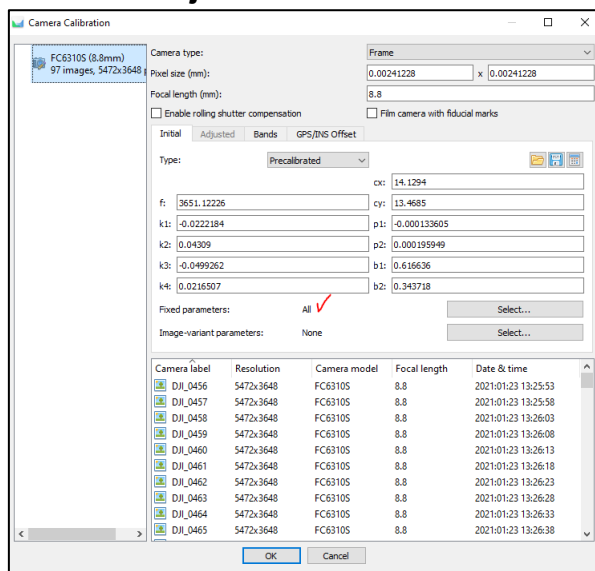 Camera Calibration
FC6310S (8.8mm)
97 images, 5472x3648
Camera type: Frame
Pixel size (mm): 0.00241228 x 0.00241228
Focal length (mm): 8.8
Enable rolling shutter compensation Film camera with fiducial marks
Initial Adjusted Bands GPS/INS Offset
Type: Precalibrated
cx: 14.1294
f: 3651.12226 cy: 13.4685
k1: -0.0222184 p1: -0.000133605
k2: 0.04309 p2: 0.000195949
k3: -0.0499262 b1: 0.616636
k4: 0.0216507 b2: 0.343718
Fixed parameters: All Select...
Image-variant parameters: None Select...
Camera label Resolution Camera model Focal length Date & time
DJI_0456 5472x3648 FC6310S 8.8 2021:01:23 13:25:53
DJI_0457 5472x3648 FC6310S 8.8 2021:01:23 13:25:58
DJI_0458 5472x3648 FC6310S 8.8 2021:01:23 13:26:03
DJI_0459 5472x3648 FC6310S 8.8 2021:01:23 13:26:08
DJI_0460 5472x3648 FC6310S 8.8 2021:01:23 13:26:13
DJI_0461 5472x3648 FC6310S 8.8 2021:01:23 13:26:18
DJI_0462 5472x3648 FC6310S 8.8 2021:01:23 13:26:23
DJI_0463 5472x3648 FC6310S 8.8 2021:01:23 13:26:28
DJI_0464 5472x3648 FC6310S 8.8 2021:01:23 13:26:33
DJI_0465 5472x3648 FC6310S 8.8 2021:01:23 13:26:38
OK Cancel